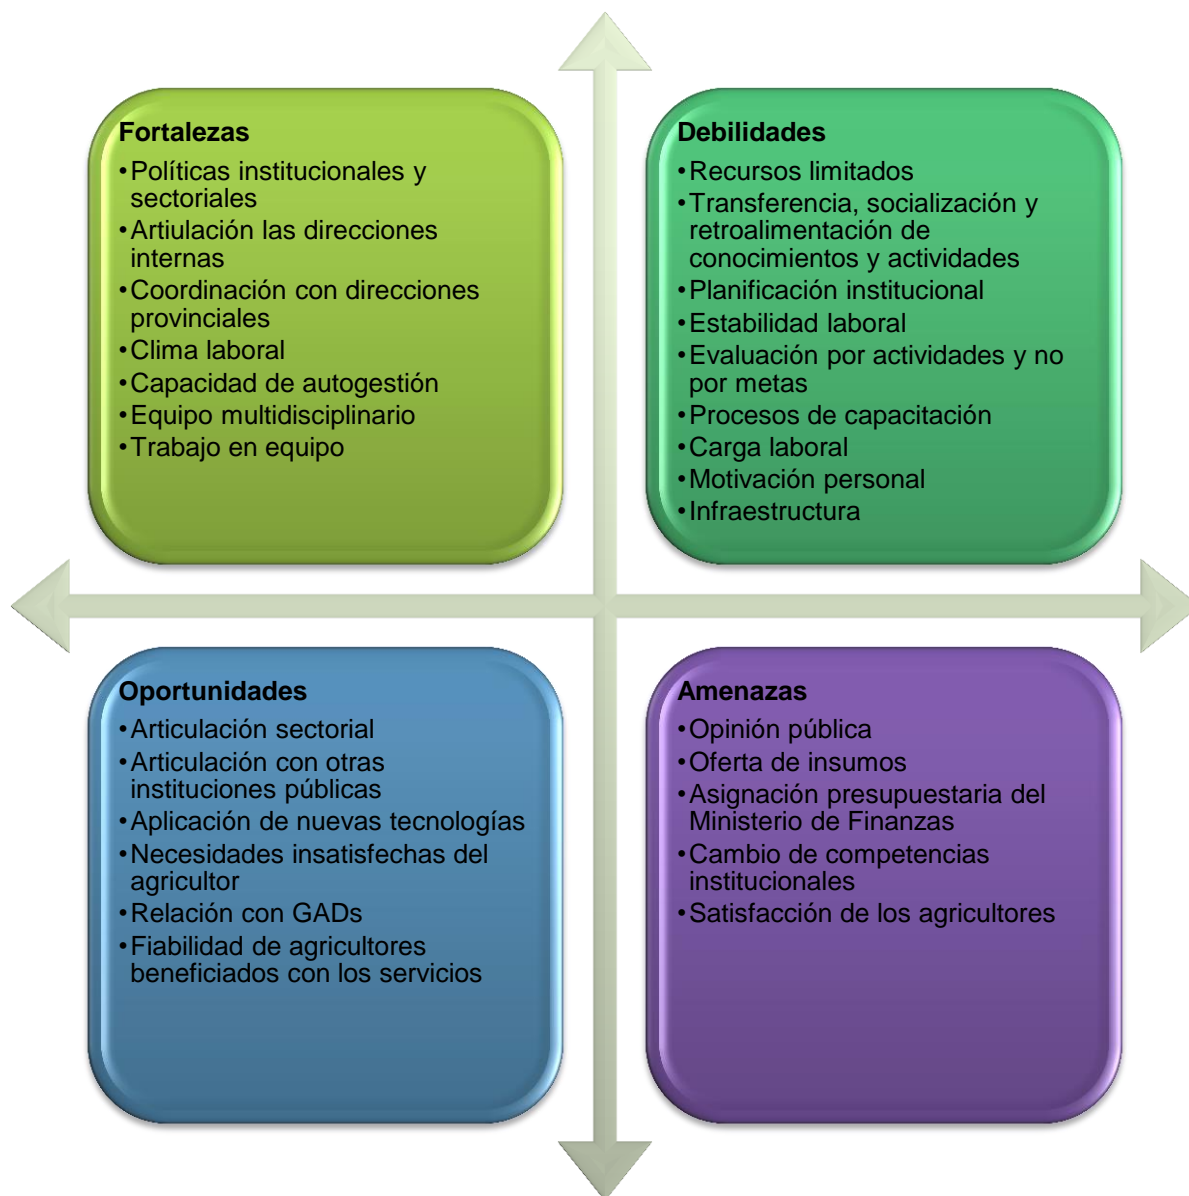 Fortalezas
•Políticas institucionales y
sectoriales
•Artiulación las direcciones
internas
•Coordinación con direcciones
provinciales
•Clima laboral
•Capacidad de autogestión
•Equipo multidisciplinario
•Trabajo en equipo
Debilidades
•Recursos limitados
•Transferencia, socialización y
retroalimentación de
conocimientos y actividades
•Planificación institucional
•Estabilidad laboral
•Evaluación por actividades y no
por metas
•Procesos de capacitación
•Carga laboral
•Motivación personal
•Infraestructura
Oportunidades
•Articulación sectorial
•Articulación con otras
instituciones públicas
•Aplicación de nuevas tecnologías
•Necesidades insatisfechas del
agricultor
•Relación con GADs
•Fiabilidad de agricultores
beneficiados con los servicios
Amenazas
•Opinión pública
•Oferta de insumos
•Asignación presupuestaria del
Ministerio de Finanzas
•Cambio de competencias
institucionales
•Satisfacción de los agricultores